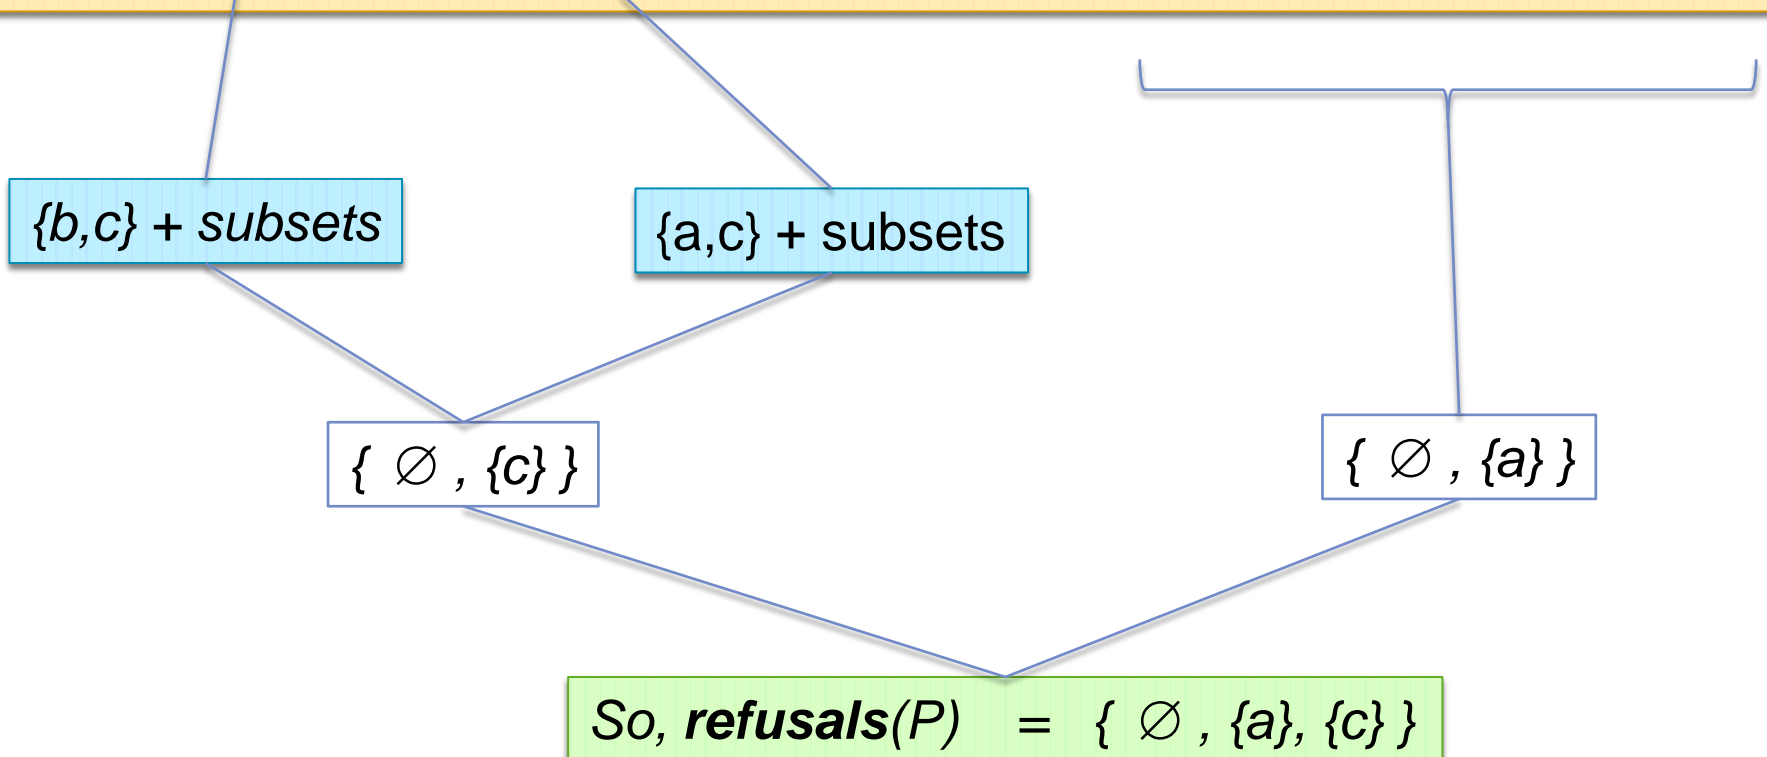 {b,c} + subsets
{a,c} + subsets
{ ∅ , {c} }
{ ∅ , {a} }
So, refusals(P) = { ∅ , {a}, {c} }